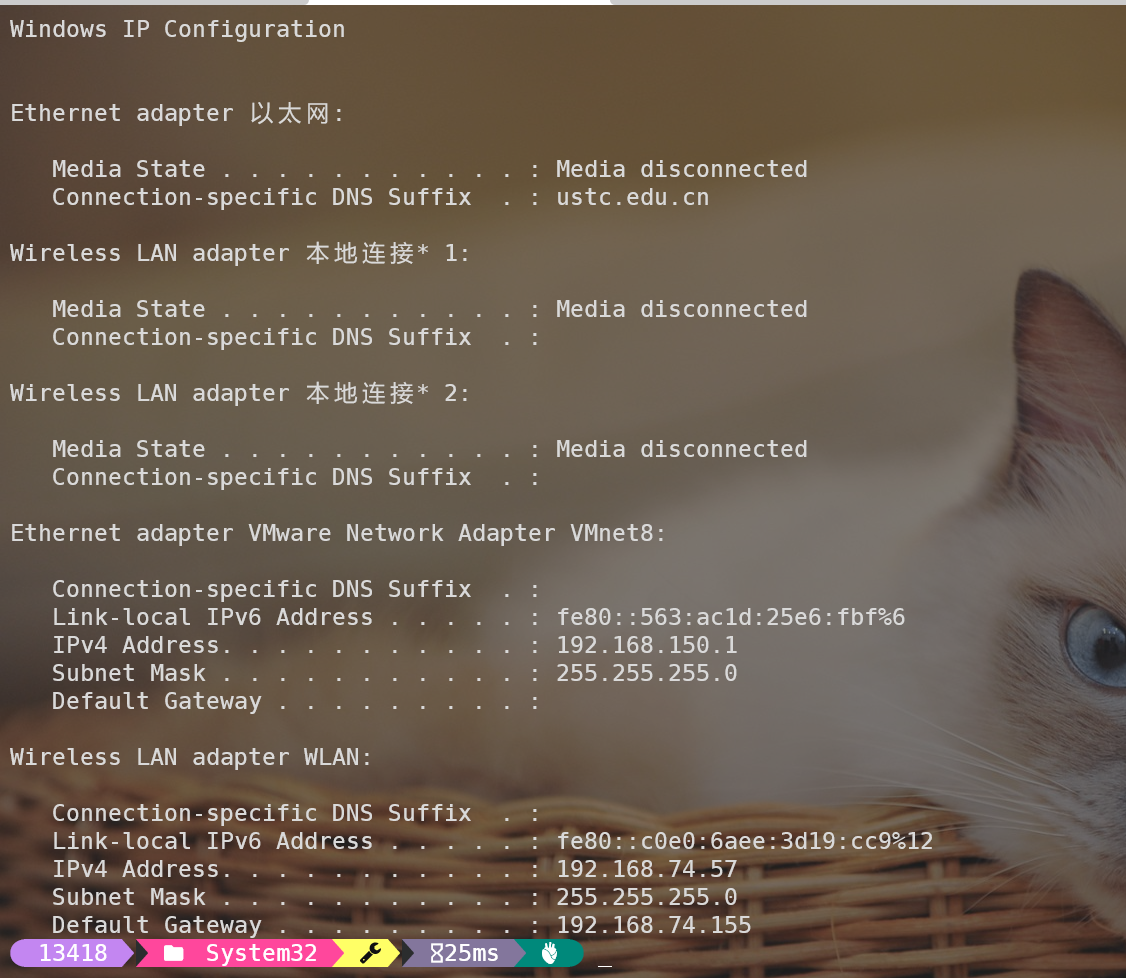 Windows IP Configuration
Ethernet adapter 以太网:
Media State . . . . . . . . . . . : Media disconnected
Connection-specific DNS Suffix  . : ustc.edu.cn
Wireless LAN adapter 本地连接* 1:
Media State . . . . . . . . . . . : Media disconnected
Connection-specific DNS Suffix  . :
Wireless LAN adapter 本地连接* 2:
Media State . . . . . . . . . . . : Media disconnected
Connection-specific DNS Suffix  . :
Ethernet adapter VMware Network Adapter VMnet8:
Connection-specific DNS Suffix  . :
Link-local IPv6 Address . . . . . : fe80::563:ac1d:25e6:fbf%6
IPv4 Address. . . . . . . . . . . : 192.168.150.1
Subnet Mask . . . . . . . . . . . : 255.255.255.0
Default Gateway . . . . . . . . . :
Wireless LAN adapter WLAN:
Connection-specific DNS Suffix  . :
Link-local IPv6 Address . . . . . : fe80::c0e0:6aee:3d19:cc9%12
IPv4 Address. . . . . . . . . . . : 192.168.74.57
Subnet Mask . . . . . . . . . . . : 255.255.255.0
Default Gateway . . . . . . . . . : 192.168.74.155
13418 System32 25ms _